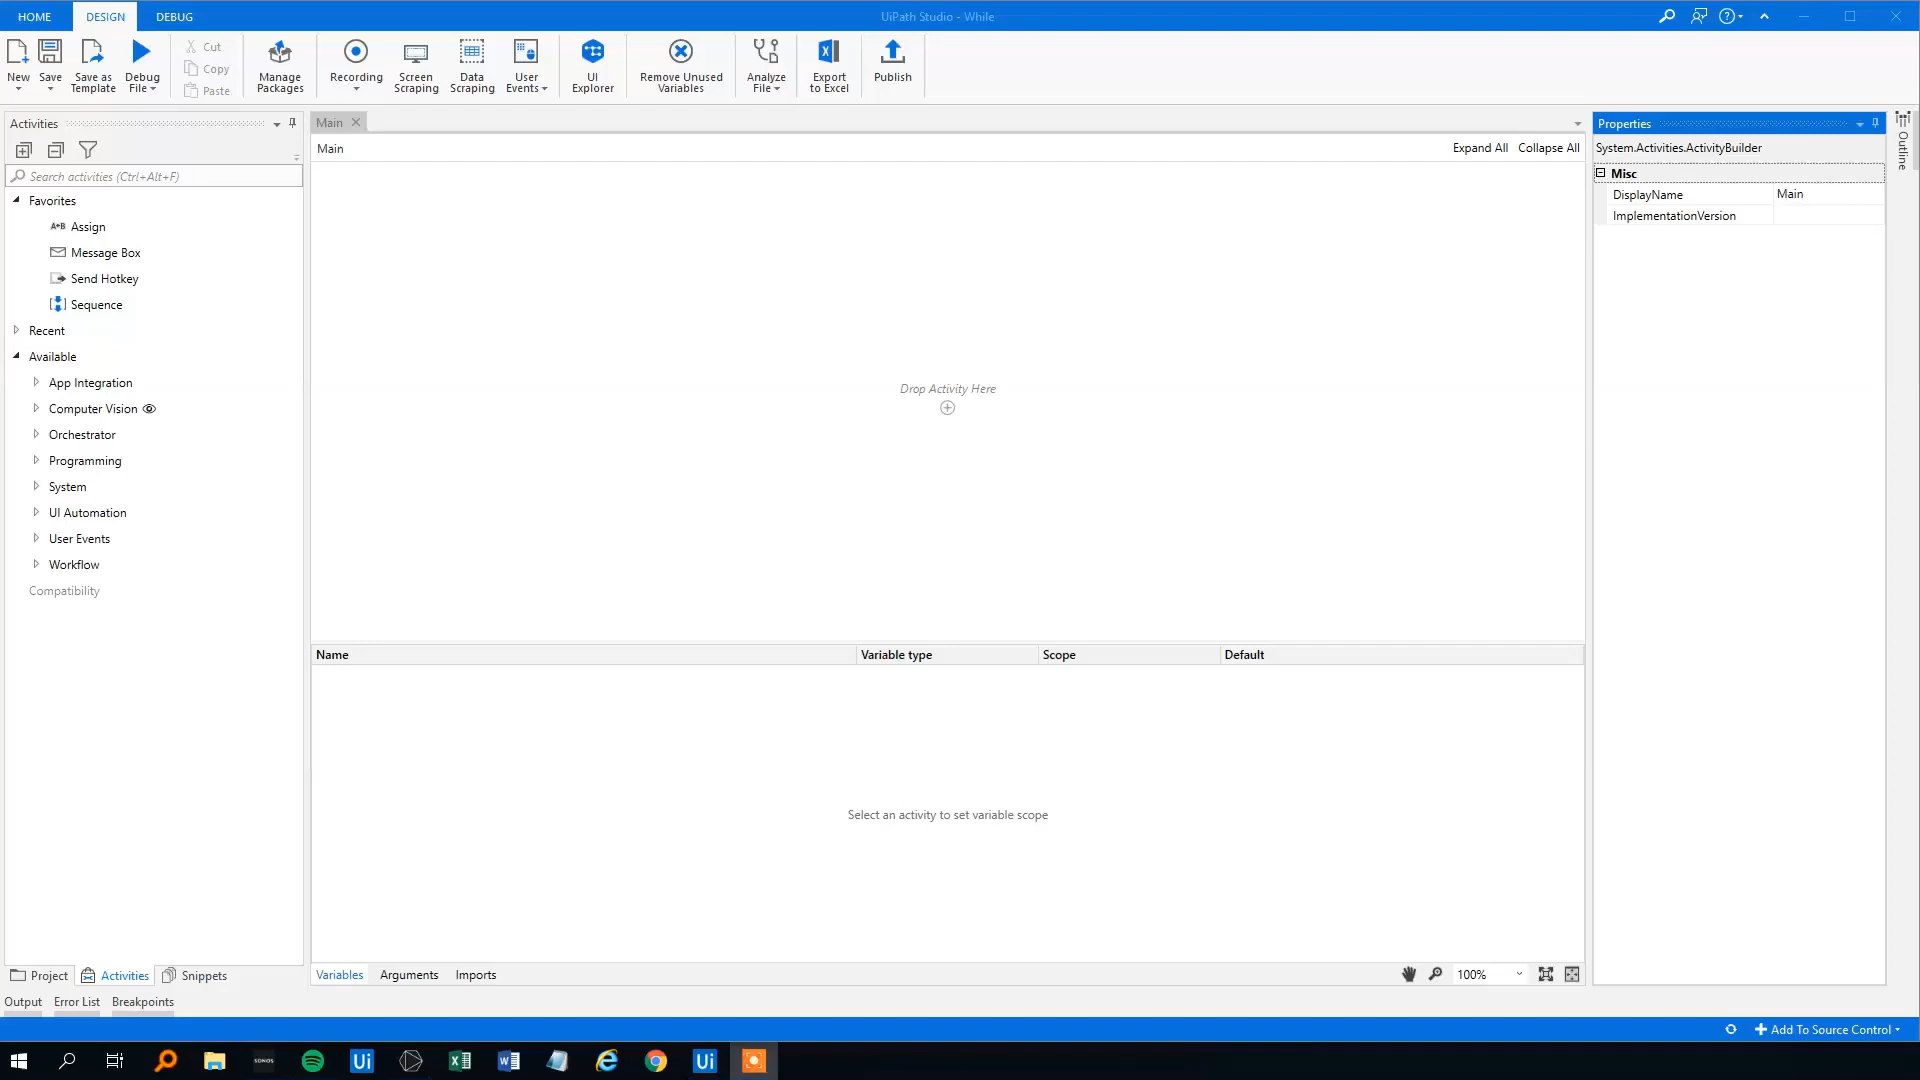 HOME DESIGN DEBUG UiPath Studio - While
New Save Save as Template Debug File Cut Copy Paste Manage Packages Recording Screen Scraping Data Scraping User Events UI Explorer Remove Unused Variables Analyze File Export to Excel Publish
Activities
Search activities (Ctrl+Alt+F)
Favorites
A+B Assign
Message Box
Send Hotkey
Sequence
Recent
Available
App Integration
Computer Vision
Orchestrator
Programming
System
UI Automation
User Events
Workflow
Compatibility
Project Activities Snippets
Output Error List Breakpoints
Main
Main Expand All Collapse All
Drop Activity Here
Name Variable type Scope Default
Select an activity to set variable scope
Variables Arguments Imports 100%
Properties
System.Activities.ActivityBuilder
Misc
DisplayName Main
ImplementationVersion
Outline
Add To Source Control
SONOS Ui Ui